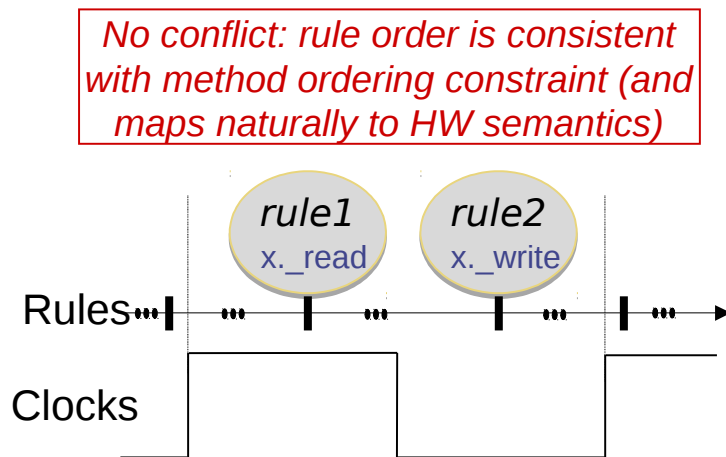 No conflict: rule order is consistent
with method ordering constraint (and
maps naturally to HW semantics)
rule1
x._read
rule2
x._write
Rules
Clocks